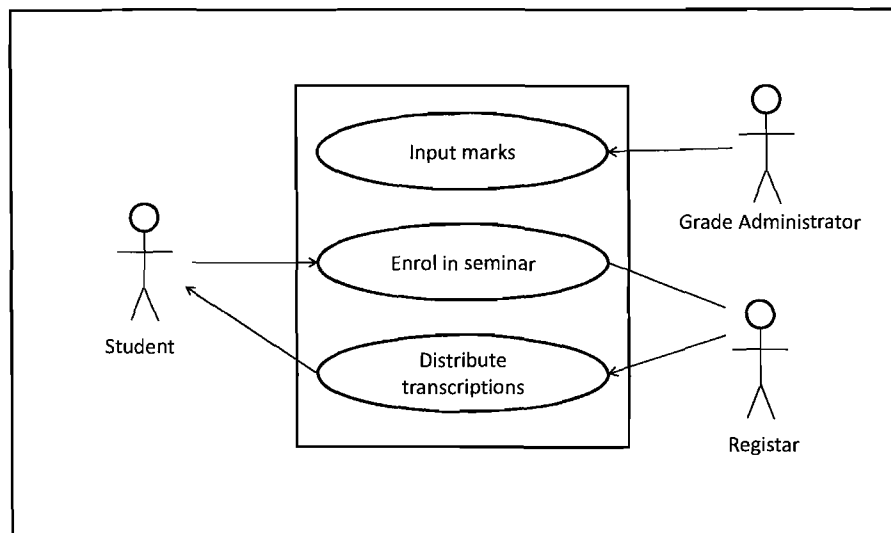 Input marks
Grade Administrator
Enrol in seminar
Student
Distribute
transcriptions
Registar